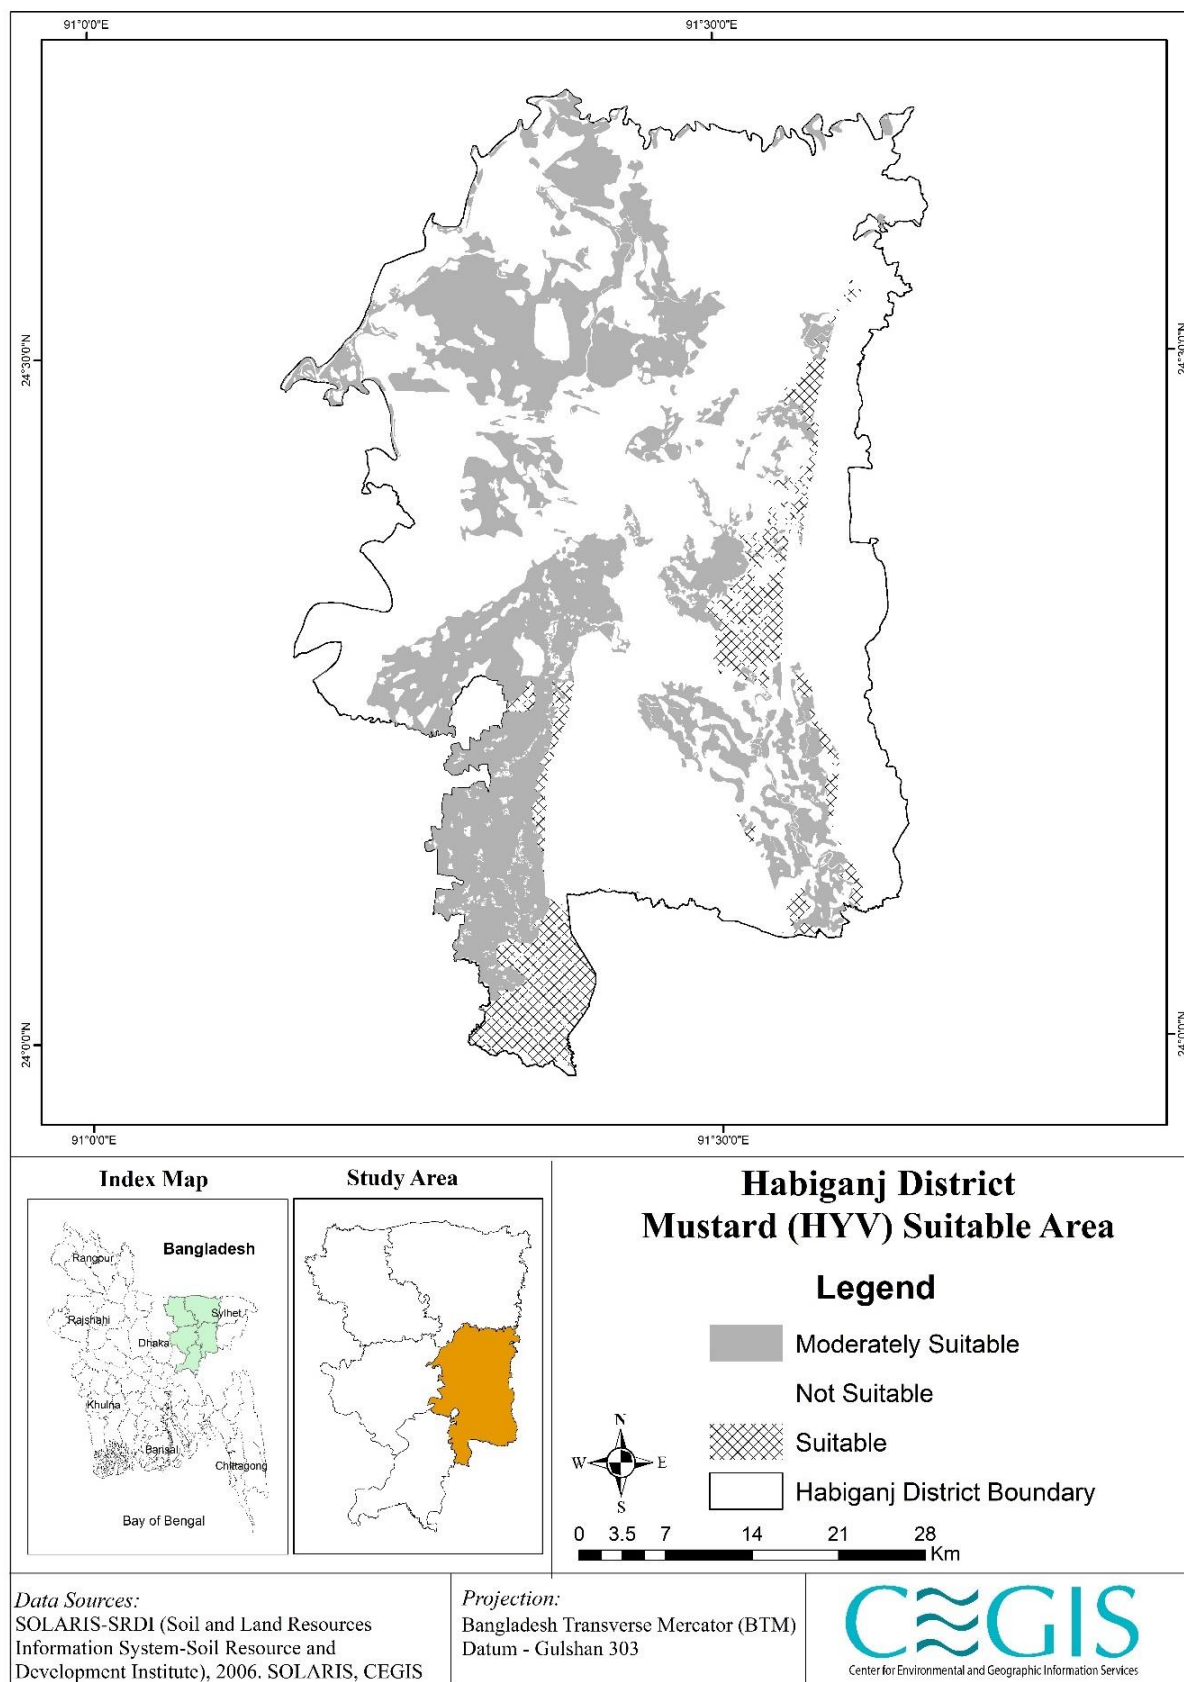 91°0'0"E
91°30'0"E
24°30'0"N
24°30'0"N
24°0'0"N
24°0'0"N
91°0'0"E
91°30'0"E
Index Map
Study Area
Bangladesh
Rangpur
Rajshahi
Sylhet
Dhaka
Khulna
Barisal
Chittagong
Bay of Bengal
Habiganj District
Mustard (HYV) Suitable Area
Legend
Moderately Suitable
Not Suitable
Suitable
Habiganj District Boundary
N
W
E
S
0 3.5 7 14 21 28
Km
Data Sources:
SOLARIS-SRDI (Soil and Land Resources
Information System-Soil Resource and
Development Institute), 2006. SOLARIS, CEGIS
Projection:
Bangladesh Transverse Mercator (BTM)
Datum - Gulshan 303
CEGIS
Center for Environmental and Geographic Information Services